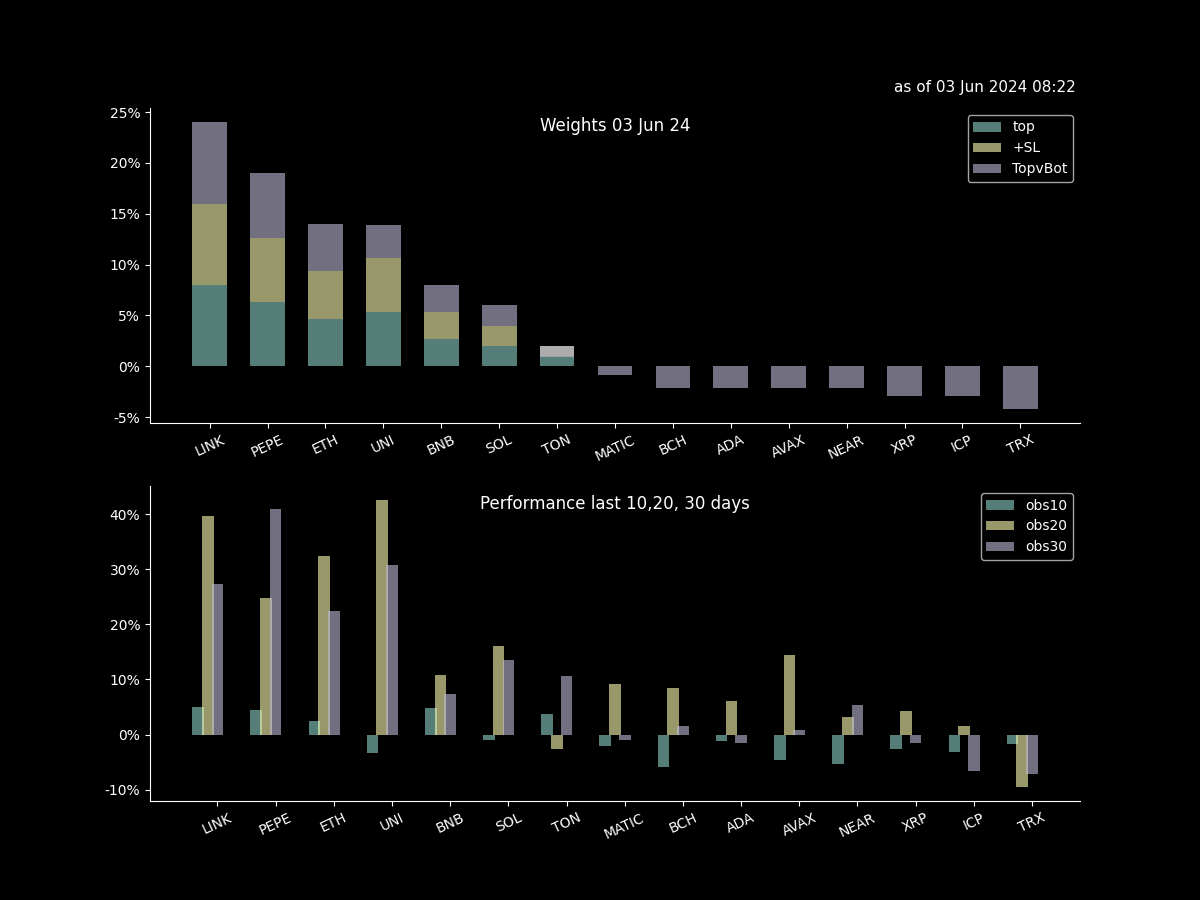 as of 03 Jun 2024 08:22
Weights 03 Jun 24
top
+SL
TopvBot
25%
20%
15%
10%
5%
0%
-5%
LINK PEPE ETH UNI BNB SOL TON MATIC BCH ADA AVAX NEAR XRP ICP TRX
Performance last 10,20, 30 days
obs10
obs20
obs30
40%
30%
20%
10%
0%
-10%
LINK PEPE ETH UNI BNB SOL TON MATIC BCH ADA AVAX NEAR XRP ICP TRX